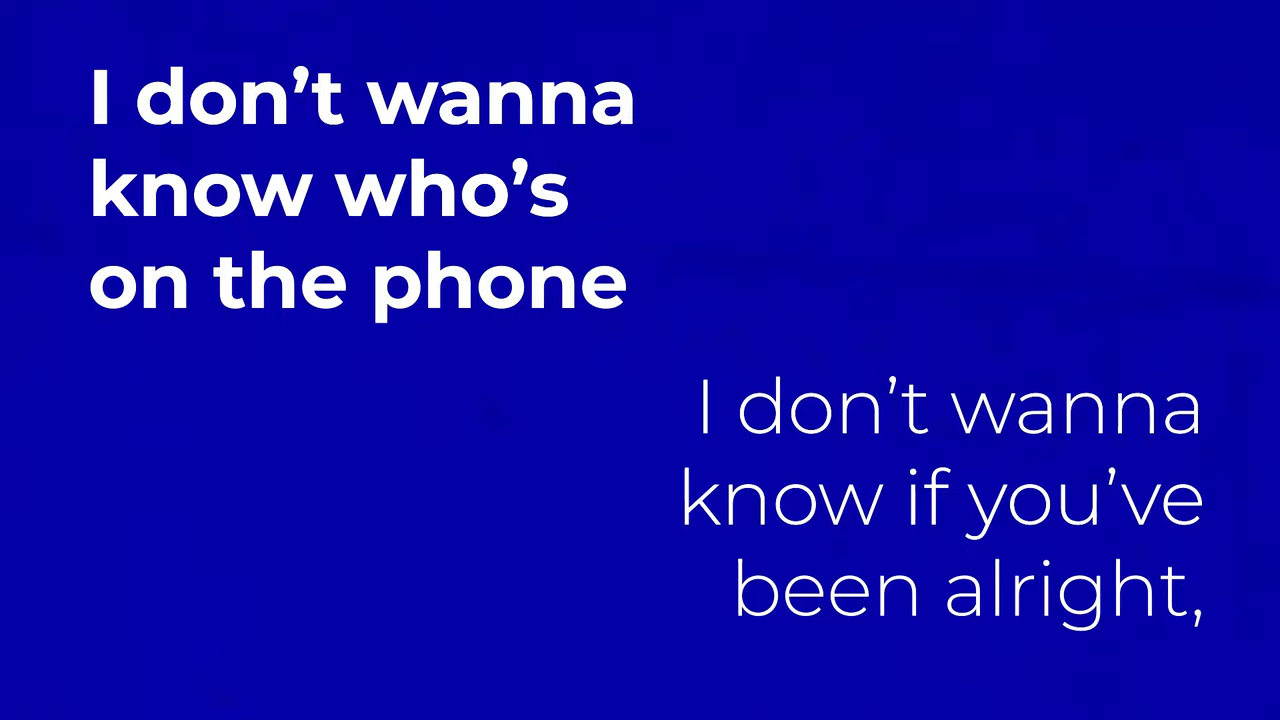 I don’t wanna
know who’s
on the phone
I don’t wanna
know if you’ve
been alright,